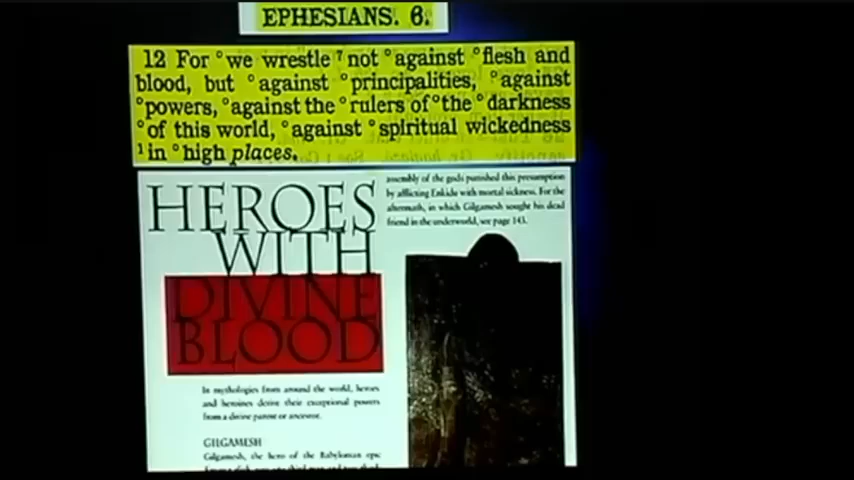 EPHESIANS. 6.
12 For °we wrestle ⁷ not °against °flesh and
blood, but °against °principalities, °against
°powers, °against the °rulers of °the °darkness
°of this world, °against °spiritual wickedness
¹ in °high places.
HEROES
WITH
DIVINE
BLOOD
In mythologies from around the world, heroes
and heroines derive their exceptional powers
from a divine parent or ancestor.
GILGAMESH
Gilgamesh, the hero of the Babylonian epic
assembly of the gods punished this presumption
by afflicting Enkidu with mortal sickness. For the
aftermath, in which Gilgamesh sought his dead
friend in the underworld, see page 143.